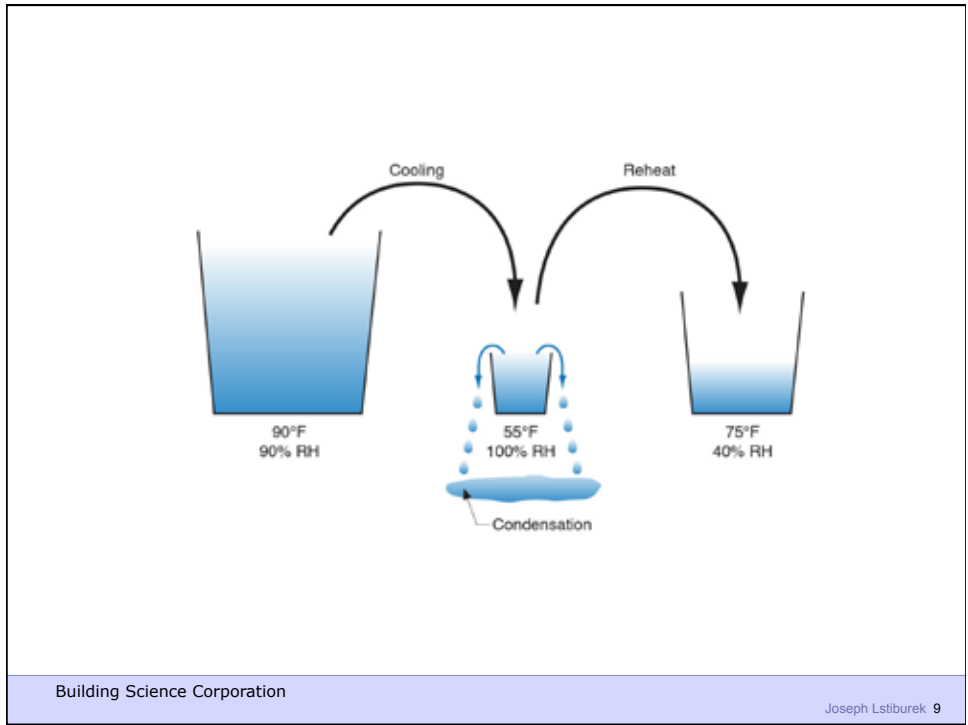 Cooling
Reheat
90°F
90% RH
55°F
100% RH
75°F
40% RH
Condensation
Building Science Corporation
Joseph Lstiburek 9